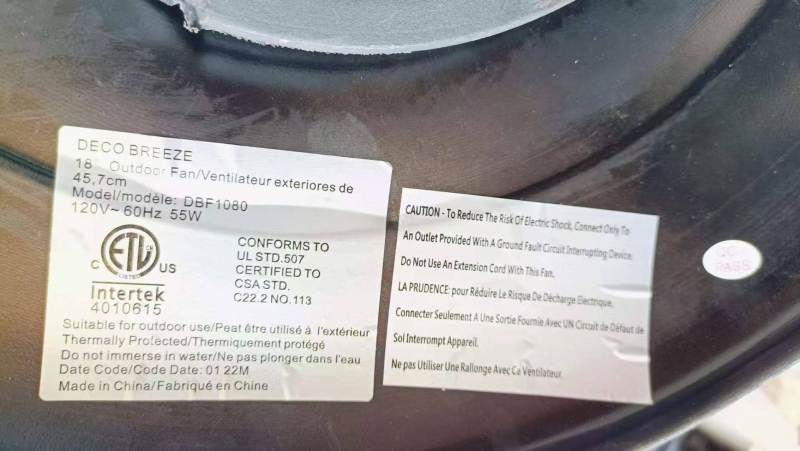 DECO BREEZE
18" Outdoor Fan/Ventilateur exteriores de
45,7cm
Model/modèle: DBF1080
120V~ 60Hz 55W
ETL
CM
LISTED
C
US
Intertek
4010615
CONFORMS TO
UL STD.507
CERTIFIED TO
CSA STD.
C22.2 NO.113
Suitable for outdoor use/Peat être utilisé à l'extérieur
Thermally Protected/Thermiquement protégé
Do not immerse in water/Ne pas plonger dans l'eau
Date Code/Code Date: 01 22M
Made in China/Fabriqué en Chine
CAUTION - To Reduce The Risk Of Electric Shock, Connect Only To
An Outlet Provided With A Ground Fault Circuit Interrupting Device.
Do Not Use An Extension Cord With This Fan.
LA PRUDENCE: pour Réduire Le Risque De Décharge Electrique,
Connecter Seulement A Une Sortie Fournie Avec UN Circuit de Défaut de
Sol Interrompt Appareil.
Ne pas Utiliser Une Rallonge Avec Ce Ventilateur.
QC
PASS